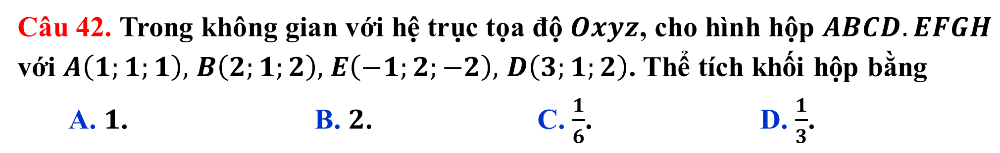 Câu 42. Trong không gian với hệ trục tọa độ Oxyz, cho hình hộp ABCD.EFGH
với A(1; 1; 1), B(2; 1; 2), E(−1; 2; −2), D(3; 1; 2). Thể tích khối hộp bằng
A. 1. B. 2. C. 1/6. D. 1/3.